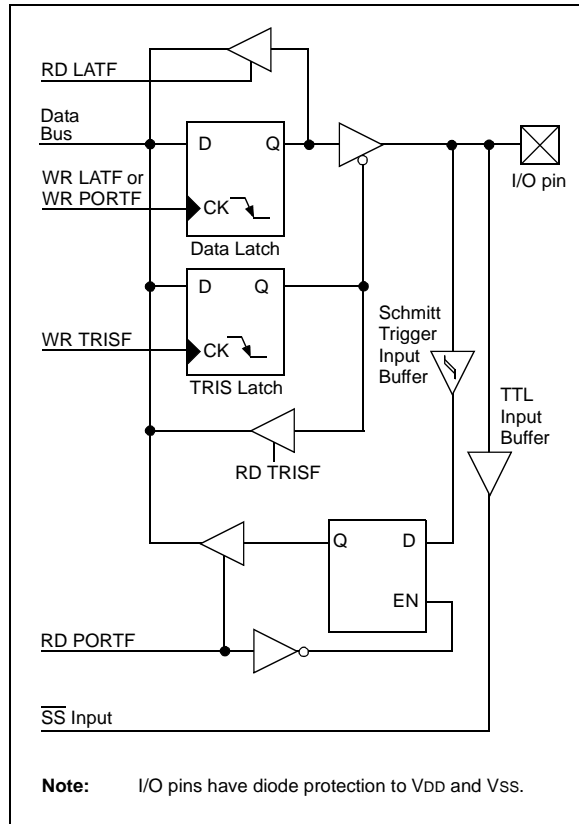 RD LATF
Data
Bus
D Q
WR LATF or
WR PORTF
CK
Data Latch
I/O pin
D Q
WR TRISF
CK
TRIS Latch
Schmitt
Trigger
Input
Buffer
TTL
Input
Buffer
RD TRISF
Q D
EN
RD PORTF
SS Input
Note: I/O pins have diode protection to VDD and VSS.